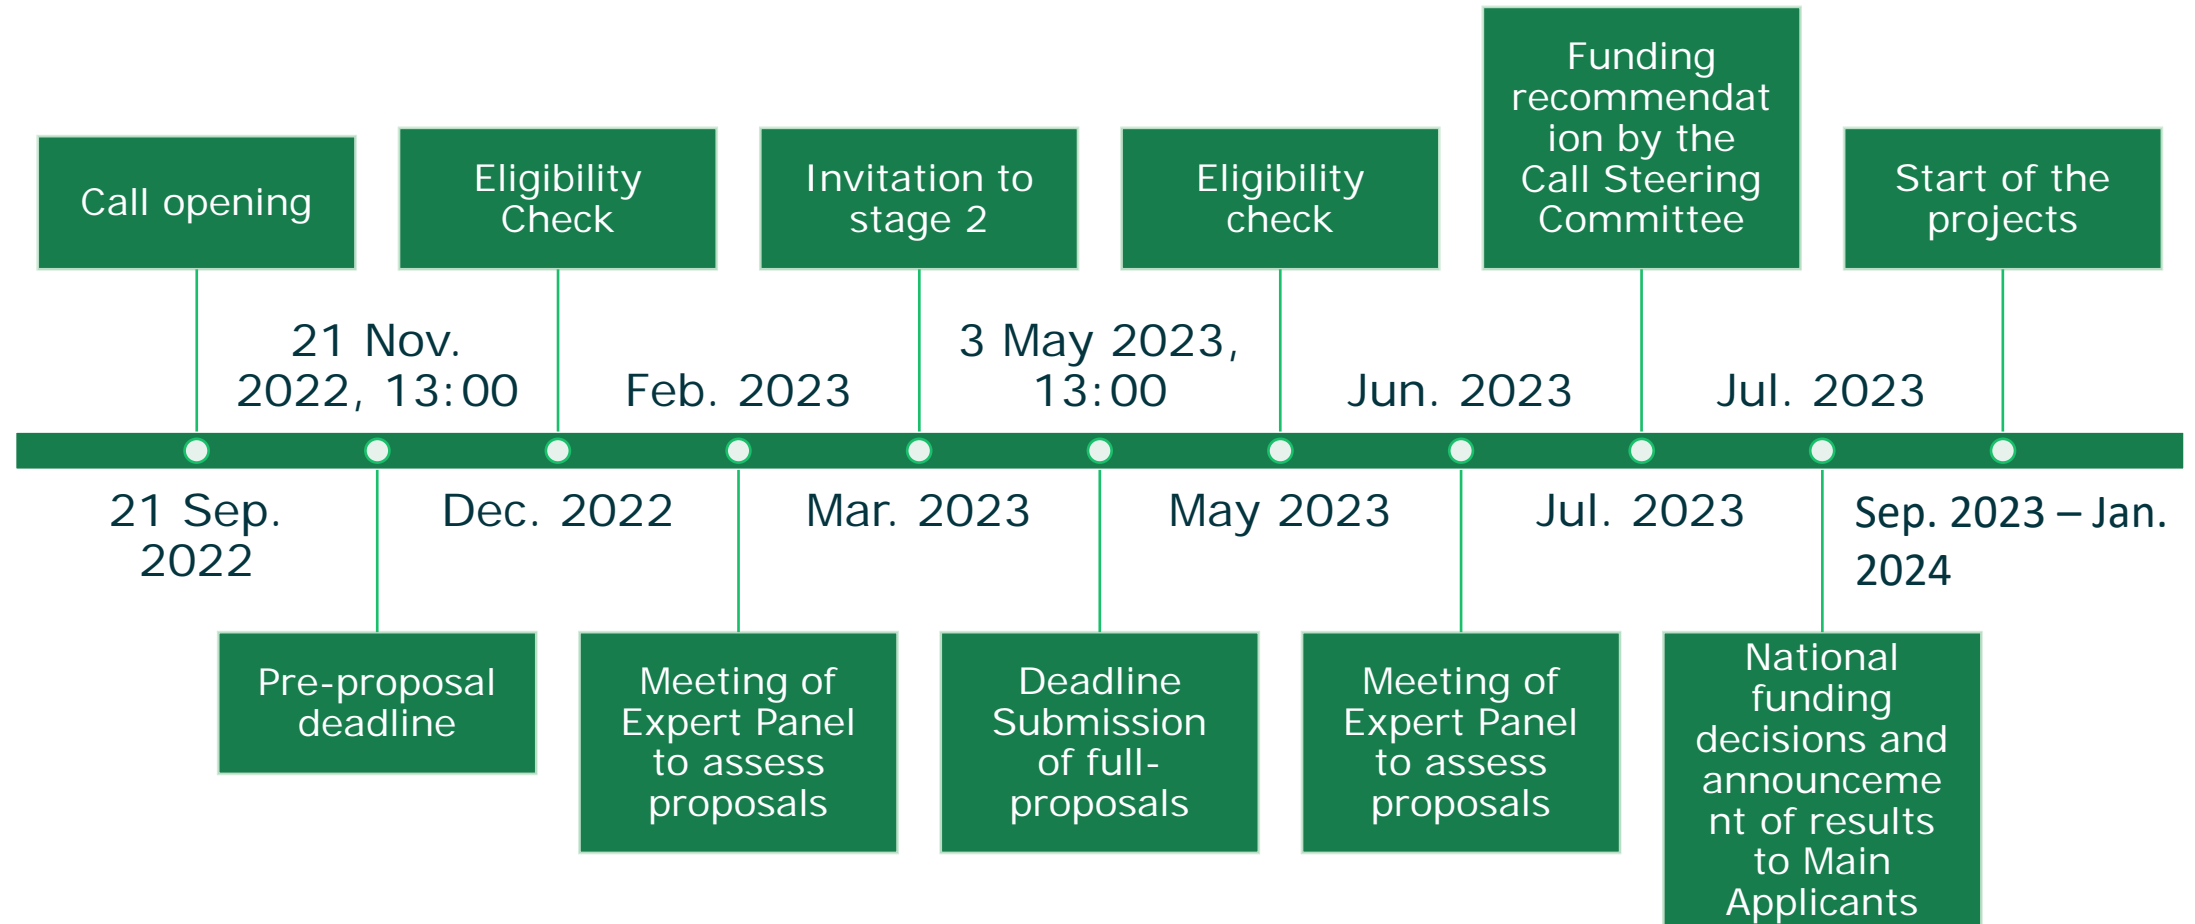 Call opening
21 Sep.
2022
21 Nov.
2022, 13:00
Pre-proposal
deadline
Eligibility
Check
Dec. 2022
Feb. 2023
Meeting of
Expert Panel
to assess
proposals
Invitation to
stage 2
Mar. 2023
3 May 2023,
13:00
Deadline
Submission
of full-
proposals
Eligibility
check
May 2023
Jun. 2023
Meeting of
Expert Panel
to assess
proposals
Funding
recommendat
ion by the
Call Steering
Committee
Jul. 2023
Jul. 2023
National
funding
decisions and
announceme
nt of results
to Main
Applicants
Start of the
projects
Sep. 2023 – Jan.
2024